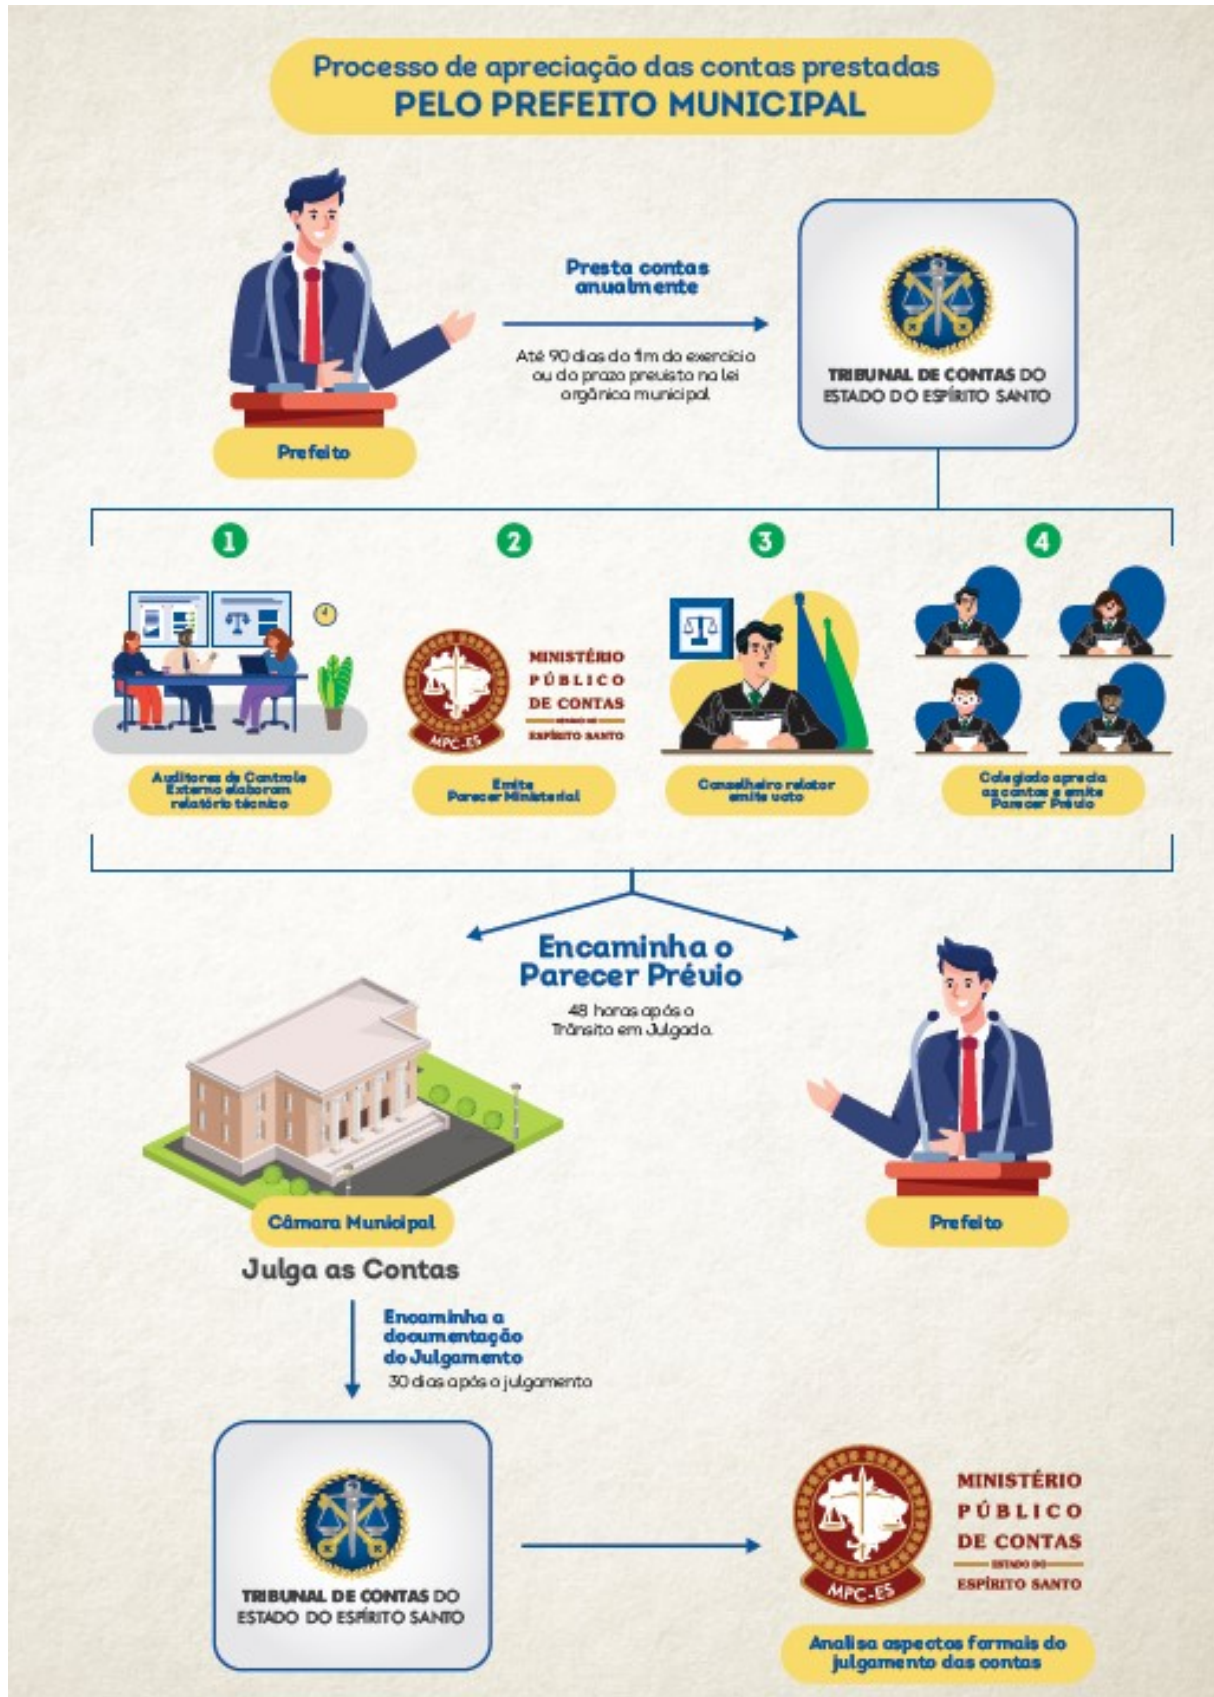 Processo de apreciação das contas prestadas
PELO PREFEITO MUNICIPAL
Presta contas
anualmente
Até 90 dias do fim do exercício
ou do prazo previsto na lei
orgânica municipal
TRIBUNAL DE CONTAS DO
ESTADO DO ESPÍRITO SANTO
Prefeito
1
2
3
4
MINISTÉRIO
PÚBLICO
DE CONTAS
ESTADO DO
ESPÍRITO SANTO
MPC-ES
Auditores de Controle
Externo elaboram
relatório técnico
Emite
Parecer Ministerial
Conselheiro relator
emite voto
Colegiado aprecia
as contas e emite
Parecer Prévio
Encaminha o
Parecer Prévio
48 horas após o
Trânsito em Julgado.
Câmara Municipal
Prefeito
Julga as Contas
Encaminha a
documentação
do Julgamento
30 dias após o julgamento
TRIBUNAL DE CONTAS DO
ESTADO DO ESPÍRITO SANTO
MINISTÉRIO
PÚBLICO
DE CONTAS
ESTADO DO
ESPÍRITO SANTO
MPC-ES
Analisa aspectos formais do
julgamento das contas